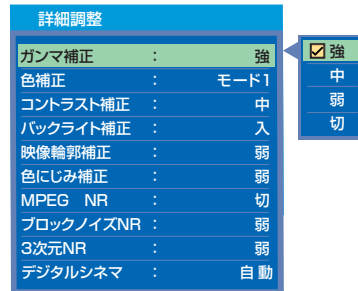 詳細調整
ガンマ補正 : 強
色補正 : モード1
コントラスト補正 : 中
バックライト補正 : 入
映像輪郭補正 : 弱
色にじみ補正 : 弱
MPEG NR : 切
ブロックノイズNR : 弱
3次元NR : 弱
デジタルシネマ : 自動
強
中
弱
切